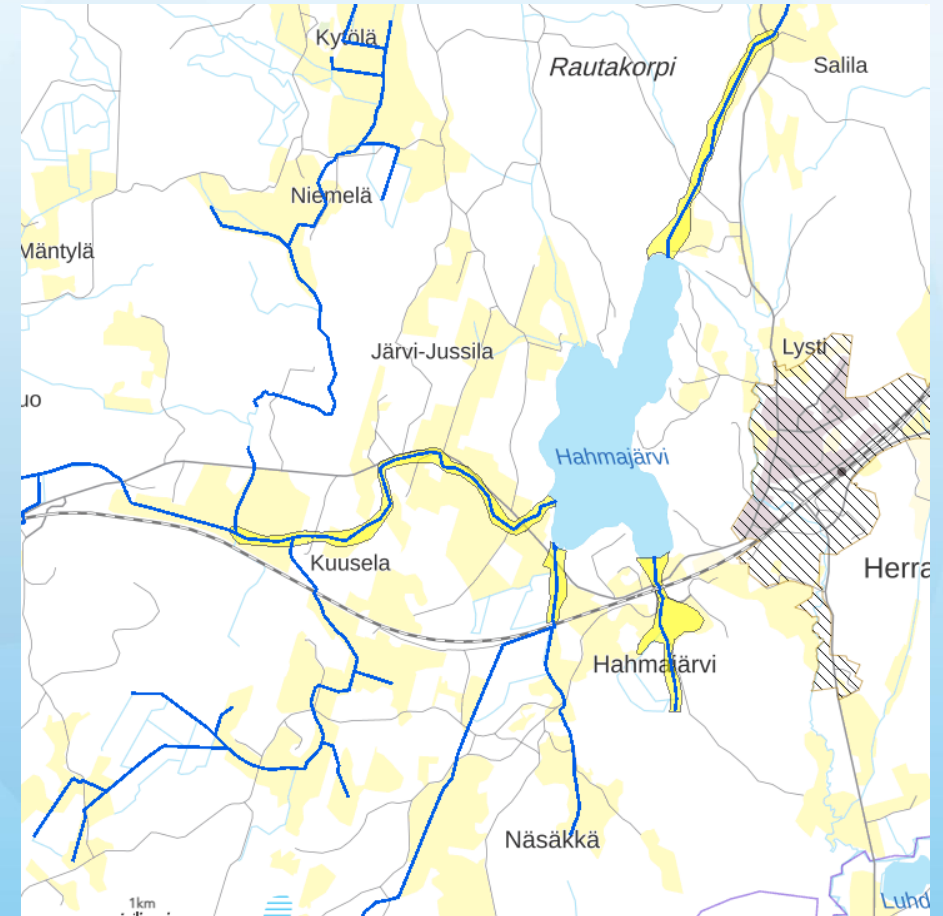 Kytölä
Rautakorpi
Salila
Niemelä
Mäntylä
Järvi-Jussila
Lysti
uo
Hahmajärvi
Kuusela
Herra
Hahmajärvi
Näsäkkä
1km
Luhd